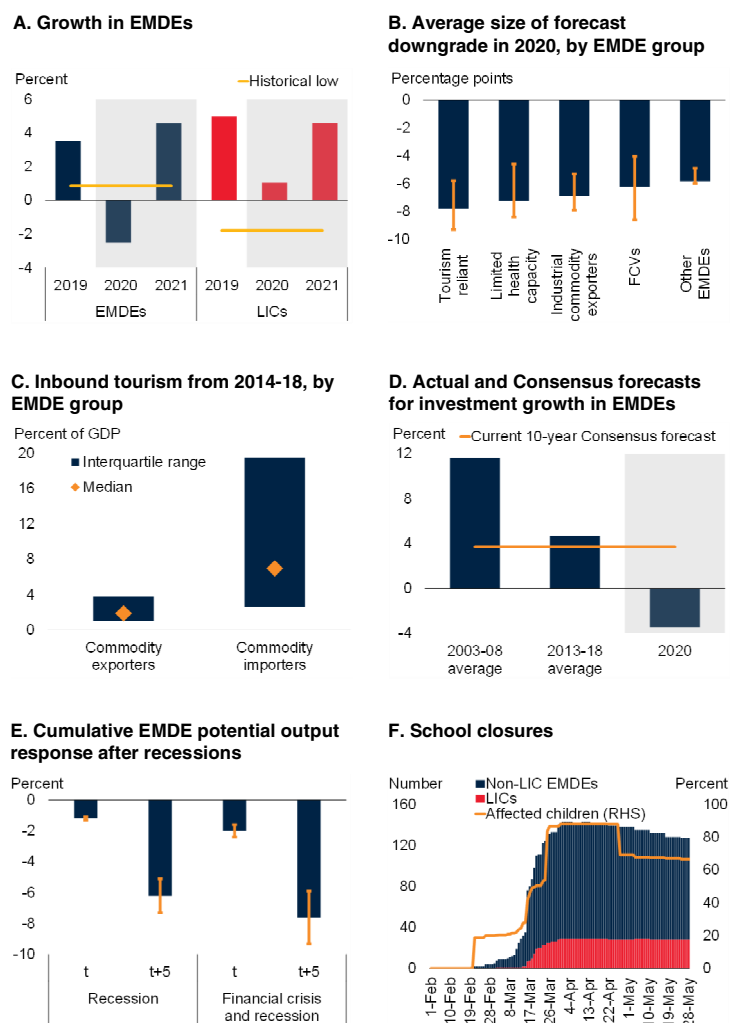 A. Growth in EMDEs
Percent
Historical low
6
4
2
0
-2
-4
2019 2020 2021 2019 2020 2021
EMDEs LICs
B. Average size of forecast
downgrade in 2020, by EMDE group
Percentage points
0
-2
-4
-6
-8
-10
Tourism
reliant
Limited
health
capacity
Industrial
commodity
exporters
FCVs
Other
EMDEs
C. Inbound tourism from 2014-18, by
EMDE group
Percent of GDP
20
16
12
8
4
0
Interquartile range
Median
Commodity
exporters
Commodity
importers
D. Actual and Consensus forecasts
for investment growth in EMDEs
Percent
Current 10-year Consensus forecast
12
8
4
0
-4
2003-08
average
2013-18
average
2020
E. Cumulative EMDE potential output
response after recessions
Percent
0
-2
-4
-6
-8
-10
t t+5 t t+5
Recession
Financial crisis
and recession
F. School closures
Number
Percent
Non-LIC EMDEs
LICs
Affected children (RHS)
160
120
80
40
0
100
80
60
40
20
0
1-Feb
10-Feb
19-Feb
28-Feb
8-Mar
17-Mar
26-Mar
4-Apr
13-Apr
22-Apr
1-May
10-May
19-May
28-May